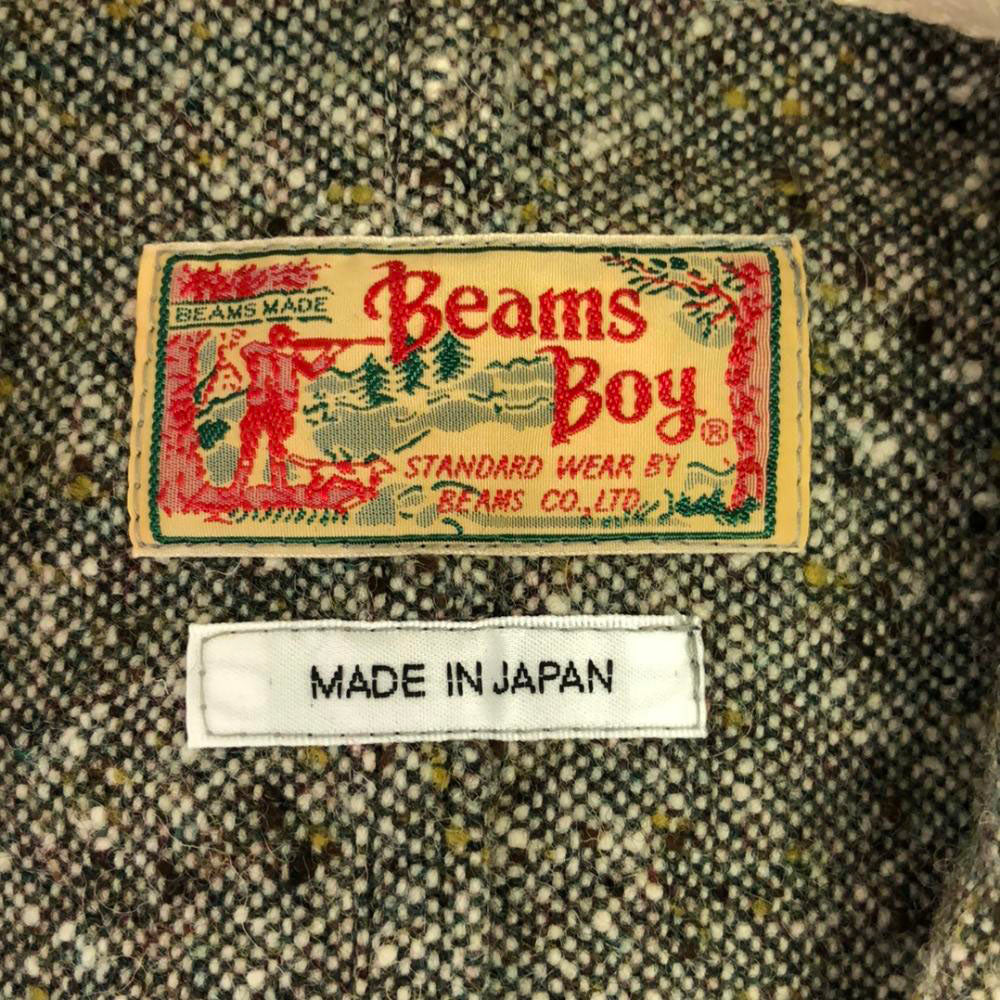 BEAMS MADE
Beams
Boy®
STANDARD WEAR BY
BEAMS CO.,LTD.
MADE IN JAPAN